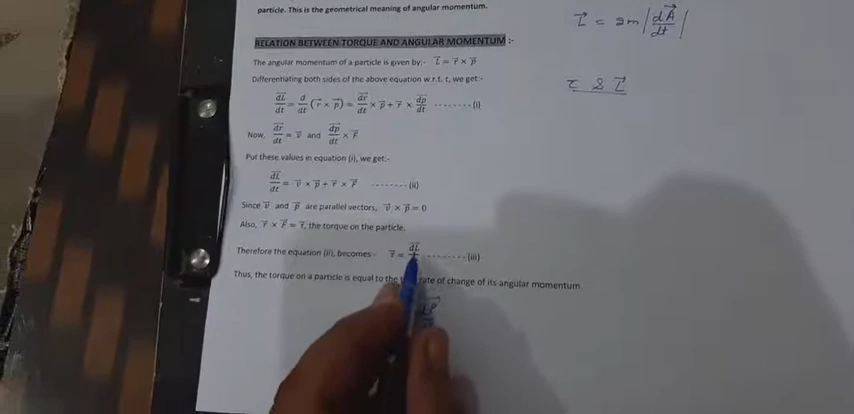 particle. This is the geometrical meaning of angular momentum.
L⃗ = 2m|dA⃗/dt|
RELATION BETWEEN TORQUE AND ANGULAR MOMENTUM :-
τ & L⃗
The angular momentum of a particle is given by:- L⃗ = r⃗ × p⃗
Differentiating both sides of the above equation w.r.t. t, we get:-
dL⃗/dt = d/dt (r⃗ × p⃗) = dr⃗/dt × p⃗ + r⃗ × dp⃗/dt --------(i)
Now, dr⃗/dt = v⃗ and dp⃗/dt × F⃗
Put these values in equation (i), we get:-
dL⃗/dt = v⃗ × p⃗ + r⃗ × F⃗ --------(ii)
Since v⃗ and p⃗ are parallel vectors, v⃗ × p⃗ = 0
Also, r⃗ × F⃗ = τ⃗, the torque on the particle.
Therefore the equation (ii), becomes:- τ⃗ = dL⃗ --------(iii)
Thus, the torque on a particle is equal to the rate of change of its angular momentum.